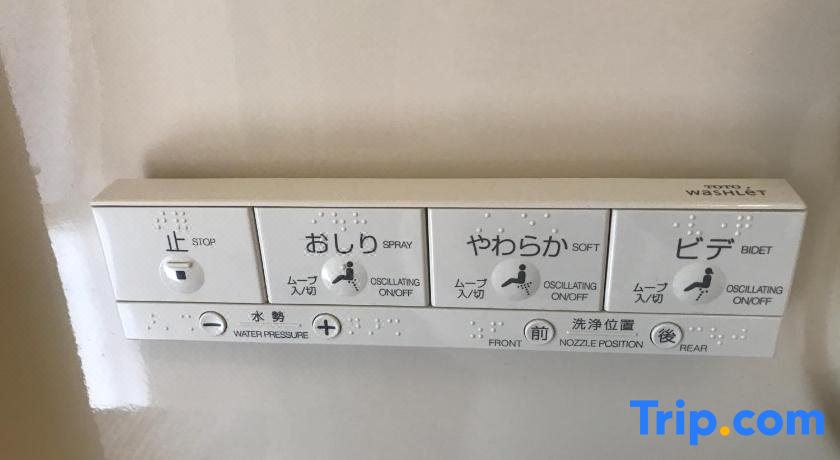 TOTO
WASHLET
止 STOP
おしり SPRAY
ムーブ
入/切
OSCILLATING
ON/OFF
やわらか SOFT
ムーブ
入/切
OSCILLATING
ON/OFF
ビデ BIDET
ムーブ
入/切
OSCILLATING
ON/OFF
− 水勢 +
WATER PRESSURE
洗浄位置
FRONT 前 NOZZLE POSITION 後 REAR
Trip.com